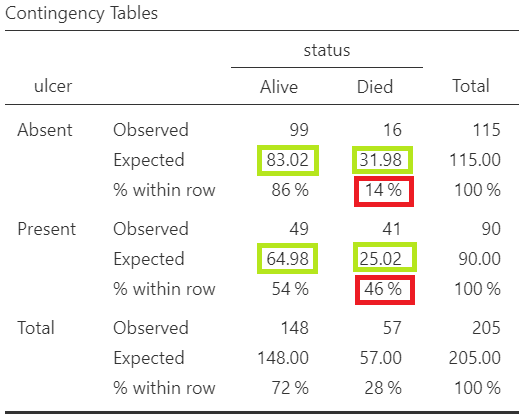 Contingency Tables
status
ulcer Alive Died Total
Absent Observed 99 16 115
Expected 83.02 31.98 115.00
% within row 86 % 14 % 100 %
Present Observed 49 41 90
Expected 64.98 25.02 90.00
% within row 54 % 46 % 100 %
Total Observed 148 57 205
Expected 148.00 57.00 205.00
% within row 72 % 28 % 100 %